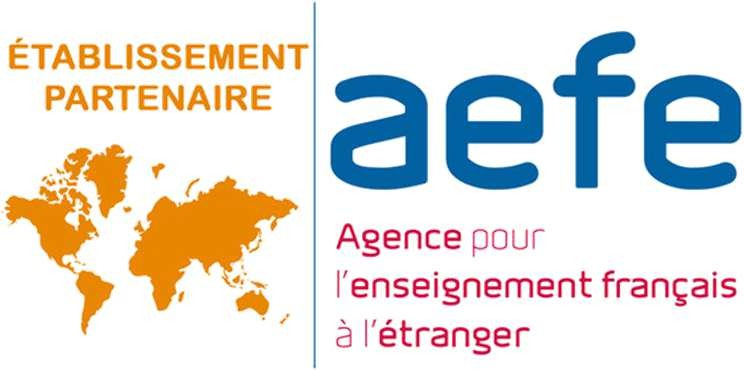 ÉTABLISSEMENT
PARTENAIRE
aefe
Agence pour
l'enseignement français
à l'étranger